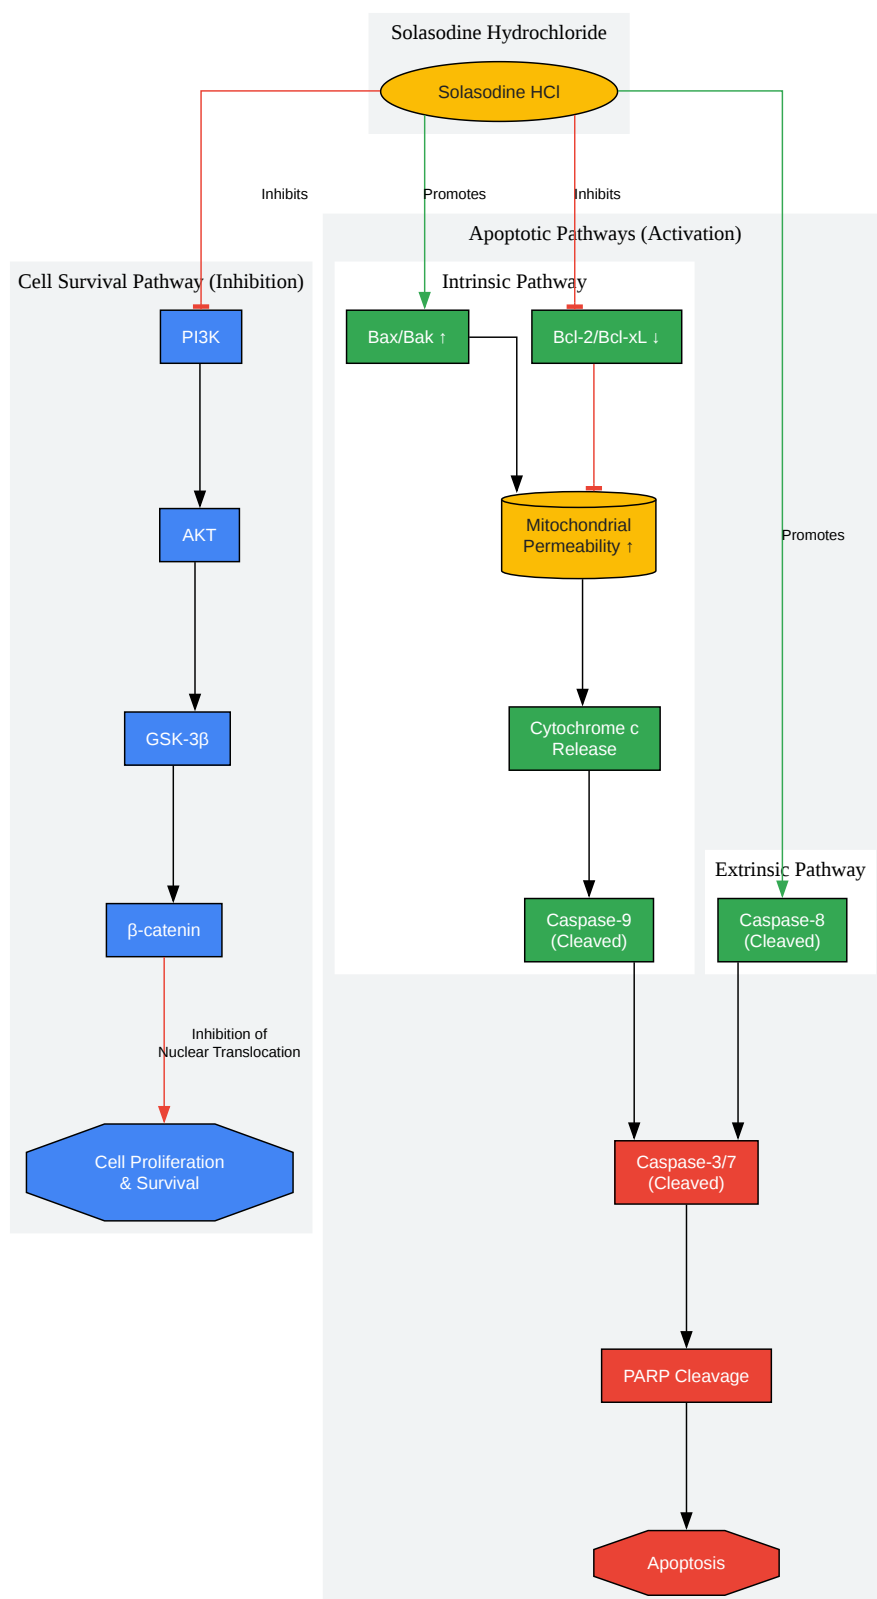 Solasodine Hydrochloride
Solasodine HCl
Inhibits
Promotes
Inhibits
Apoptotic Pathways (Activation)
Cell Survival Pathway (Inhibition)
Intrinsic Pathway
PI3K
Bax/Bak ↑
Bcl-2/Bcl-xL ↓
AKT
Mitochondrial
Permeability ↑
Promotes
GSK-3β
Cytochrome c
Release
Extrinsic Pathway
β-catenin
Caspase-9
(Cleaved)
Caspase-8
(Cleaved)
Inhibition of
Nuclear Translocation
Cell Proliferation
& Survival
Caspase-3/7
(Cleaved)
PARP Cleavage
Apoptosis